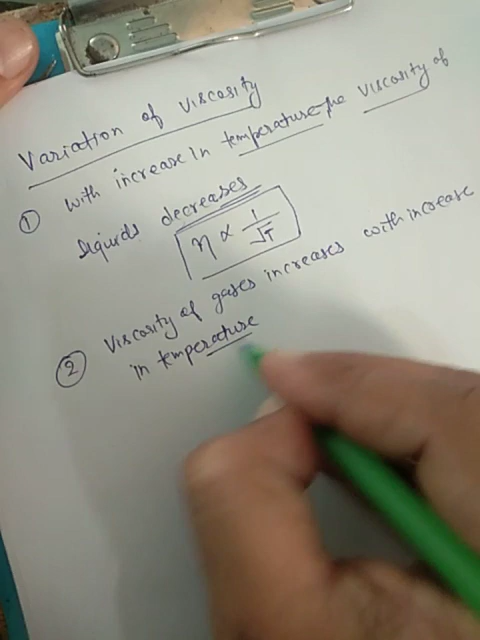 Variation of viscosity
① with increase in temperature the viscosity of
liquids decreases
η ∝ 1/√T
② Viscosity of gases increases with increase
in temperature